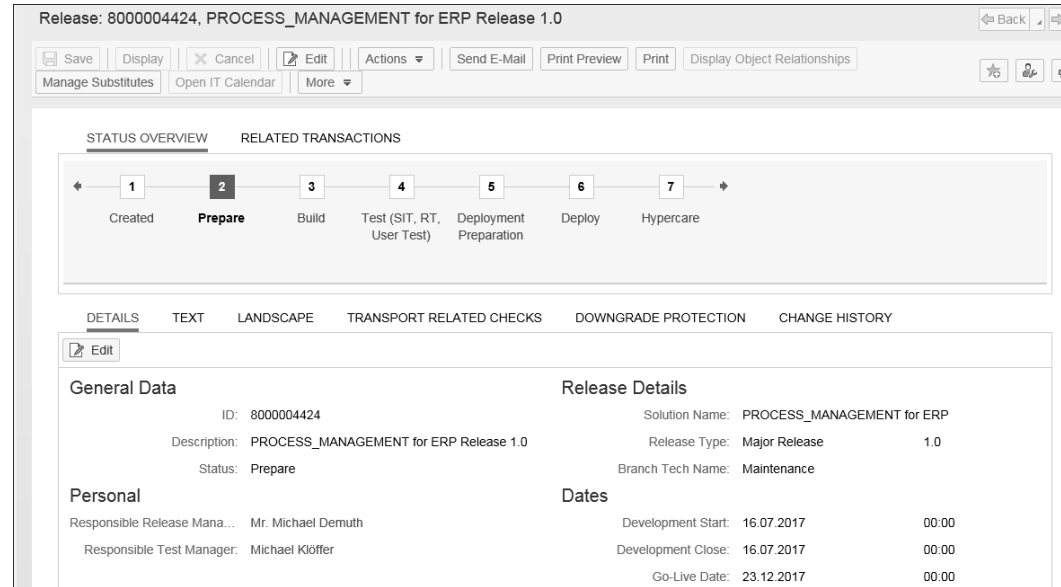 Release: 8000004424, PROCESS_MANAGEMENT for ERP Release 1.0
Back
Save Display Cancel Edit Actions Send E-Mail Print Preview Print Display Object Relationships
Manage Substitutes Open IT Calendar More
STATUS OVERVIEW RELATED TRANSACTIONS
1 2 3 4 5 6 7
Created Prepare Build Test (SIT, RT, Deployment Deploy Hypercare
User Test) Preparation
DETAILS TEXT LANDSCAPE TRANSPORT RELATED CHECKS DOWNGRADE PROTECTION CHANGE HISTORY
Edit
General Data
ID: 8000004424
Description: PROCESS_MANAGEMENT for ERP Release 1.0
Status: Prepare
Personal
Responsible Release Mana... Mr. Michael Demuth
Responsible Test Manager: Michael Klöffer
Release Details
Solution Name: PROCESS_MANAGEMENT for ERP
Release Type: Major Release 1.0
Branch Tech Name: Maintenance
Dates
Development Start: 16.07.2017 00:00
Development Close: 16.07.2017 00:00
Go-Live Date: 23.12.2017 00:00